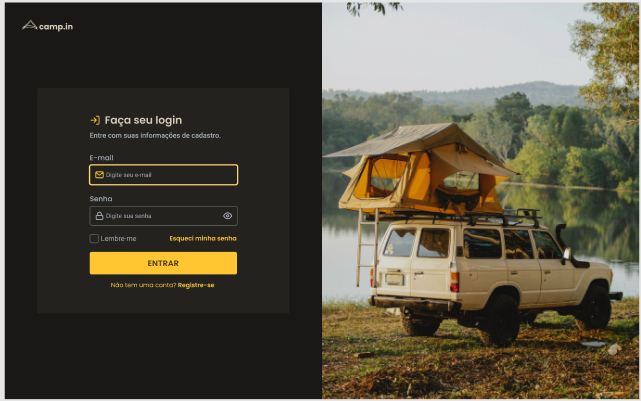 camp.in
Faça seu login
Entre com suas informações de cadastro.
E-mail
Digite seu e-mail
Senha
Digite sua senha
Lembre-me Esqueci minha senha
ENTRAR
Não tem uma conta? Registre-se